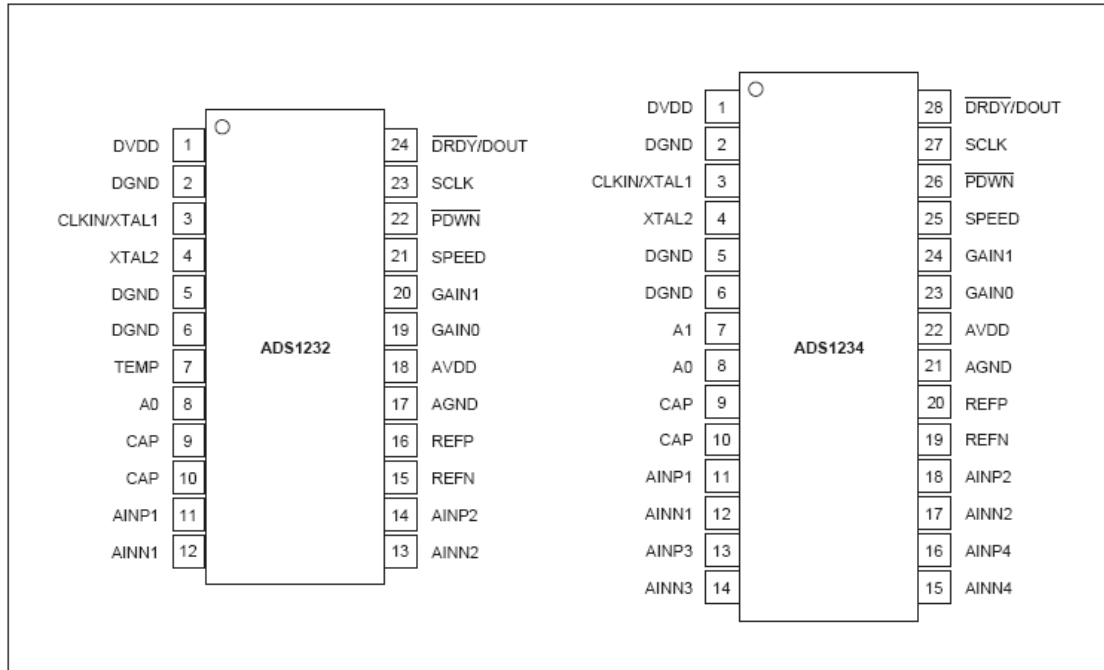 DVDD 1 24 D̅R̅D̅Y̅/DOUT
DGND 2 23 SCLK
CLKIN/XTAL1 3 22 P̅D̅W̅N̅
XTAL2 4 21 SPEED
DGND 5 20 GAIN1
DGND 6 19 GAIN0
ADS1232
TEMP 7 18 AVDD
A0 8 17 AGND
CAP 9 16 REFP
CAP 10 15 REFN
AINP1 11 14 AINP2
AINN1 12 13 AINN2
DVDD 1 28 D̅R̅D̅Y̅/DOUT
DGND 2 27 SCLK
CLKIN/XTAL1 3 26 P̅D̅W̅N̅
XTAL2 4 25 SPEED
DGND 5 24 GAIN1
DGND 6 23 GAIN0
A1 7 22 AVDD
ADS1234
A0 8 21 AGND
CAP 9 20 REFP
CAP 10 19 REFN
AINP1 11 18 AINP2
AINN1 12 17 AINN2
AINP3 13 16 AINP4
AINN3 14 15 AINN4